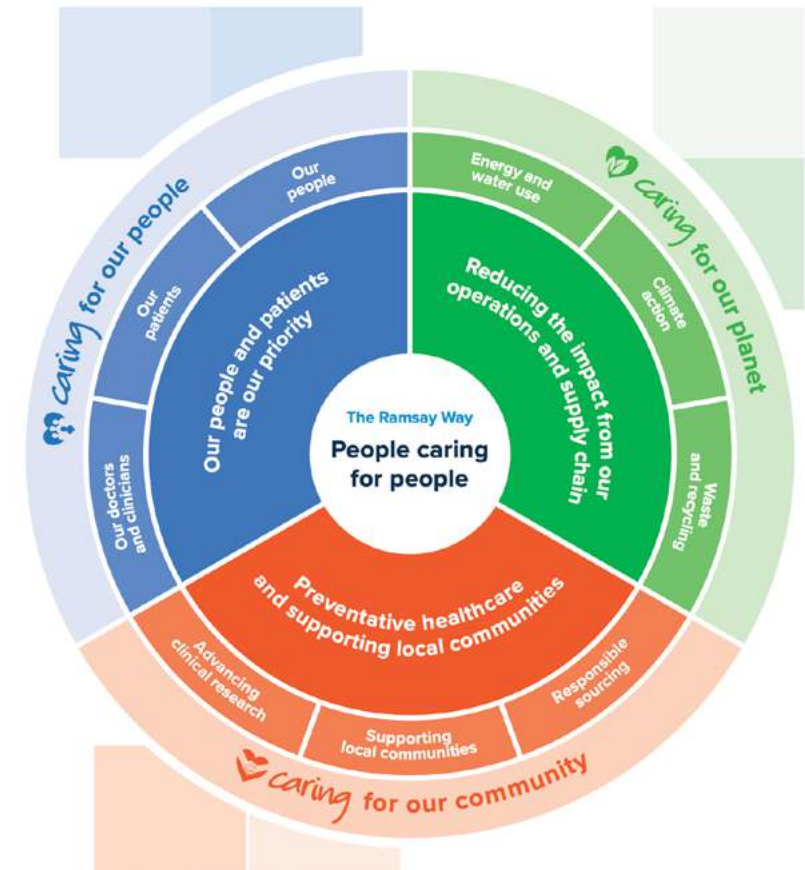 The Ramsay Way
People caring
for people
caring for our people
Our
people
Our
patients
Our doctors
and clinicians
Our people and patients
are our priority
caring for our planet
Energy and
water use
Climate
action
Waste
and recycling
Reducing the impact from our
operations and supply chain
Preventative healthcare
and supporting local communities
Advancing
clinical research
Supporting
local communities
Responsible
sourcing
caring for our community